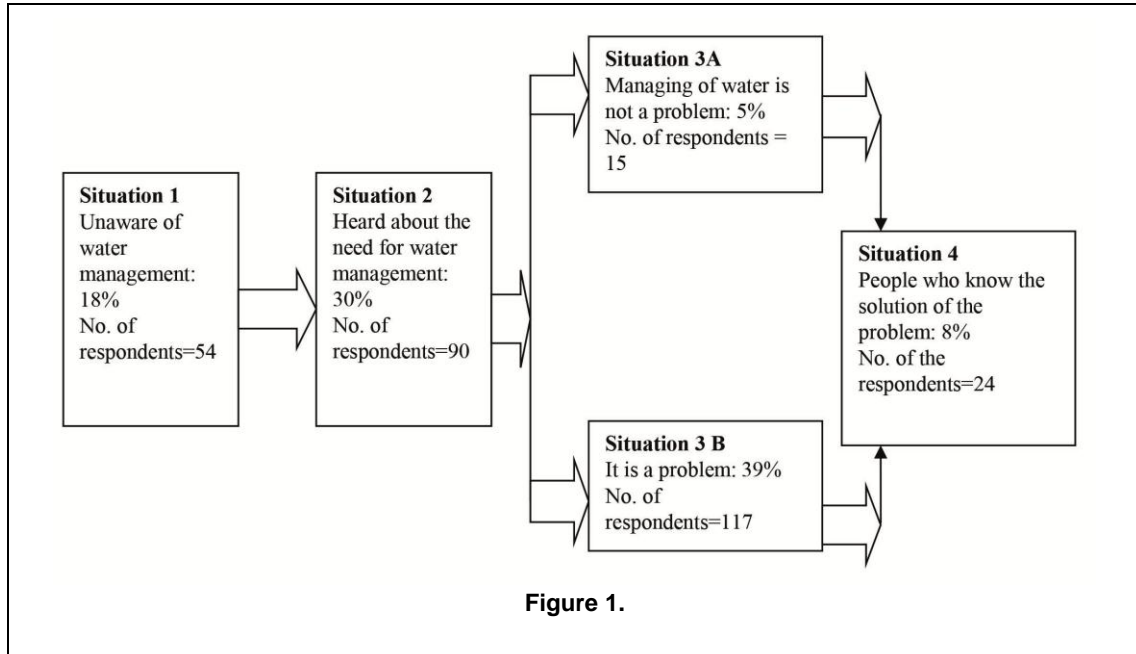 Situation 1
Unaware of
water
management:
18%
No. of
respondents=54
Situation 2
Heard about the
need for water
management:
30%
No. of
respondents=90
Situation 3A
Managing of water is
not a problem: 5%
No. of respondents =
15
Situation 3 B
It is a problem: 39%
No. of
respondents=117
Situation 4
People who know the
solution of the
problem: 8%
No. of the
respondents=24
Figure 1.